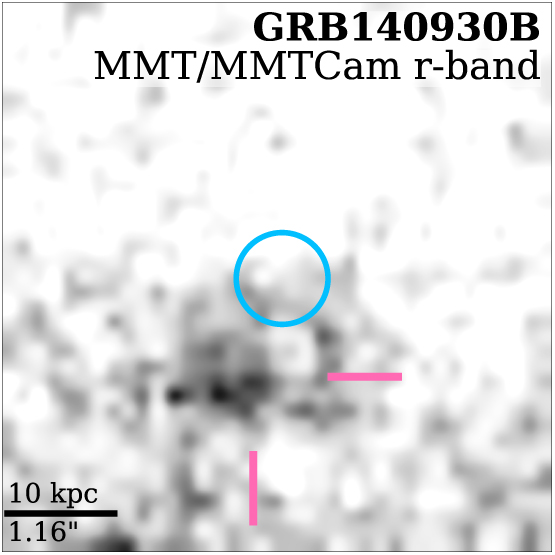 GRB140930B
MMT/MMTCam r-band
10 kpc
1.16"